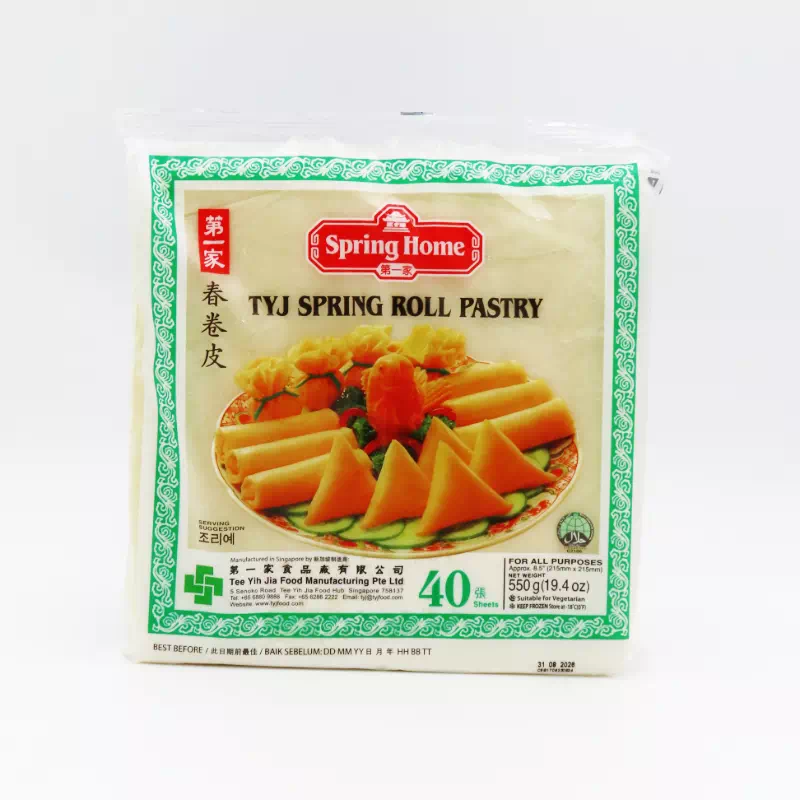 第一家
春卷皮
Spring Home
第一家
TYJ SPRING ROLL PASTRY
SERVING
SUGGESTION
조리예
Manufactured in Singapore by
第一家食品廠有限公司
Tee Yih Jia Food Manufacturing Pte Ltd
5 Senoko Road Tee Yih Jia Food Hub Singapore 758137
Website: www.tyjfood.com
40 張
Sheets
FOR ALL PURPOSES
Approx. 8.5" (215mm x 215mm)
NET WEIGHT
550 g (19.4 oz)
Suitable for Vegetarian
KEEP FROZEN Store at -18°C (0°F)
BEST BEFORE / 此日期前最佳 / BAIK SEBELUM: DD MM YY 日 月 年 HH BB TT